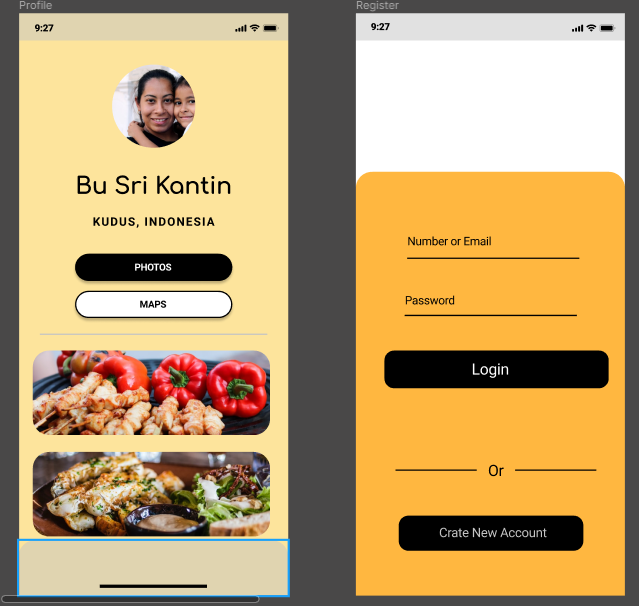 Profile
9:27
Bu Sri Kantin
KUDUS, INDONESIA
PHOTOS
MAPS
Register
9:27
Number or Email
Password
Login
Or
Crate New Account